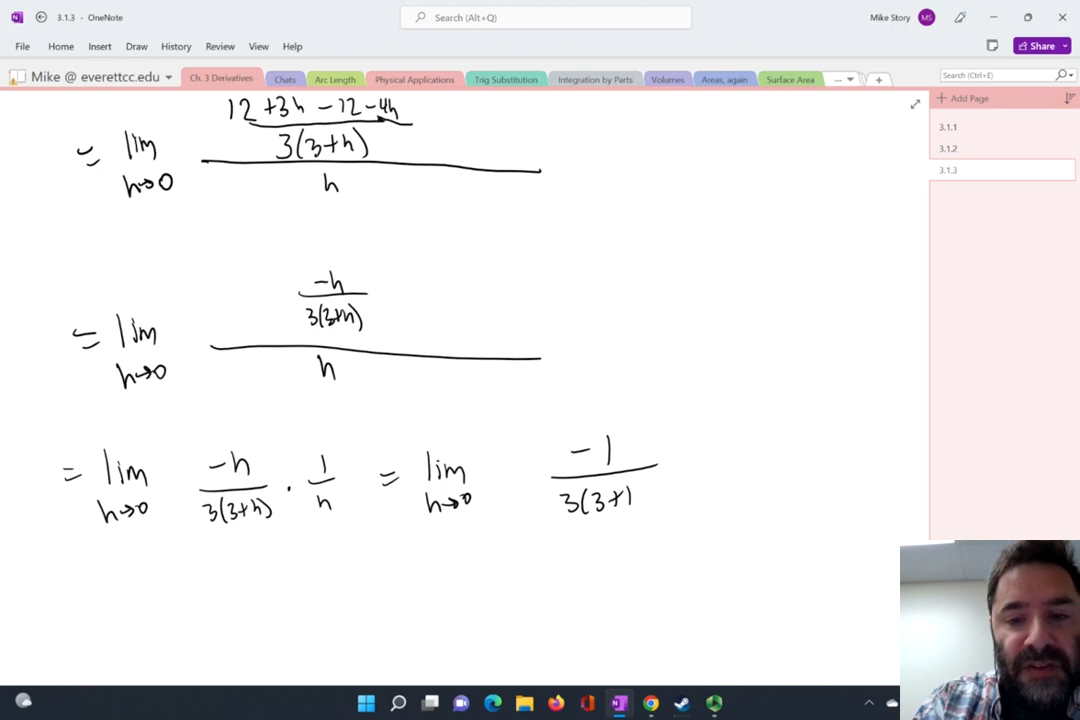 3.1.3 - OneNote
Search (Alt+Q)
Mike Story
MS
File Home Insert Draw History Review View Help
Share
Mike @ everettcc.edu
Ch. 3 Derivatives
Chats
Arc Length
Physical Applications
Trig Substitution
Integration by Parts
Volumes
Areas, again
Surface Area
...
+
Search (Ctrl+E)
+ Add Page
3.1.1
3.1.2
3.1.3
12 + 3h - 12 - 4h
3(3+h)
= lim
h→0
h
-h
3(3+h)
= lim
h→0
h
= lim -h/3(3+h) · 1/h = lim -1/3(3+1
h→0 h→0